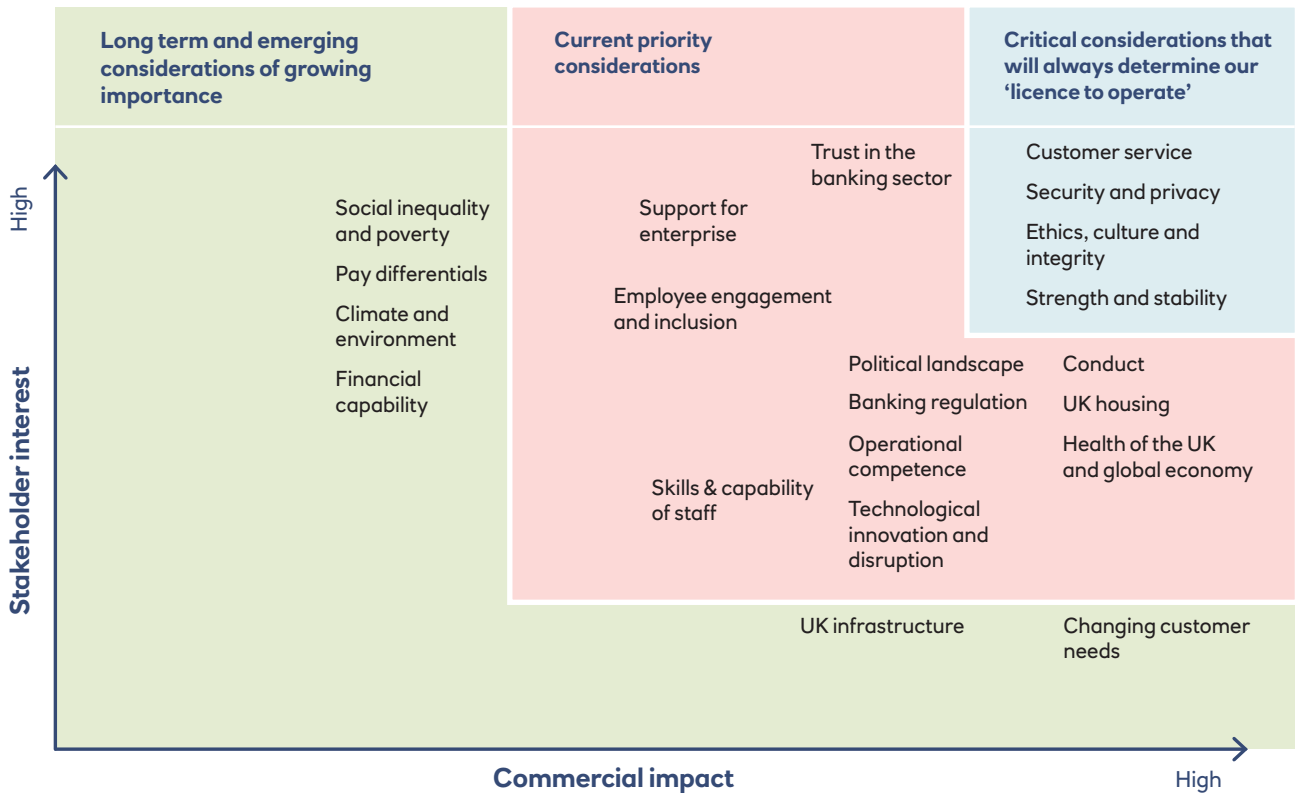 Long term and emerging
considerations of growing
importance
Current priority
considerations
Critical considerations that
will always determine our
‘licence to operate’
High
Stakeholder interest
Social inequality
and poverty
Pay differentials
Climate and
environment
Financial
capability
Trust in the
banking sector
Support for
enterprise
Employee engagement
and inclusion
Skills & capability
of staff
Political landscape
Banking regulation
Operational
competence
Technological
innovation and
disruption
Customer service
Security and privacy
Ethics, culture and
integrity
Strength and stability
Conduct
UK housing
Health of the UK
and global economy
UK infrastructure
Changing customer
needs
Commercial impact
High